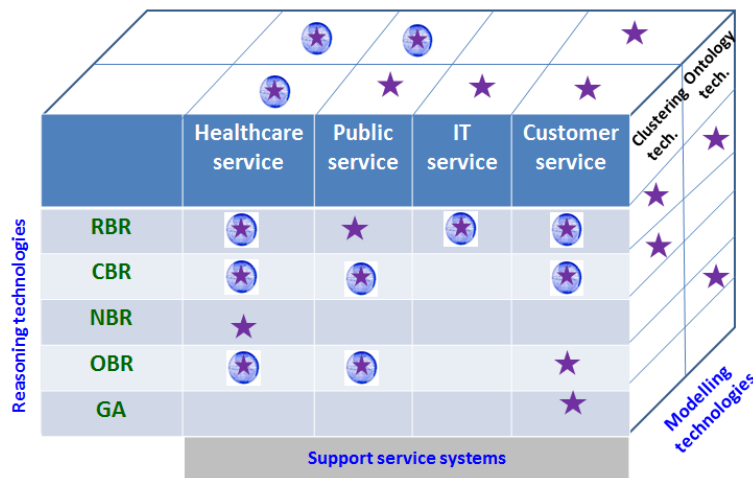 Ontology
tech.
Clustering
tech.
Healthcare
service
Public
service
IT
service
Customer
service
RBR
CBR
NBR
OBR
GA
Reasoning technologies
Modelling
technologies
Support service systems